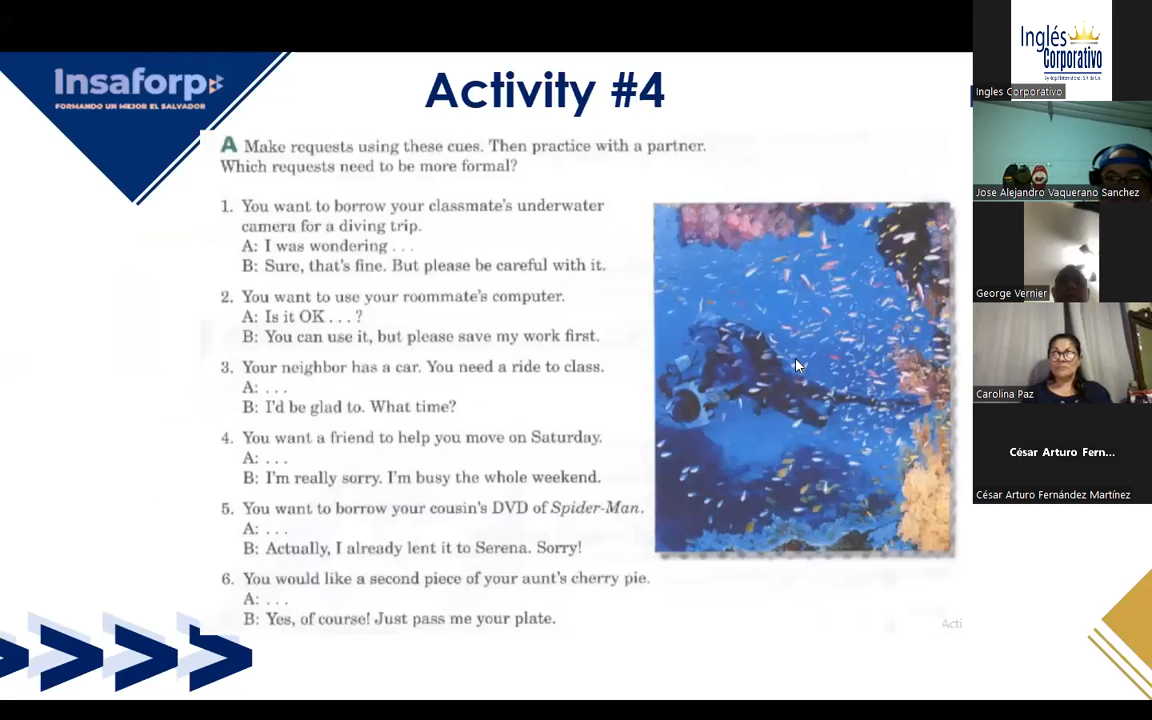 Insaforp
FORMANDO UN MEJOR EL SALVADOR
Activity #4
A Make requests using these cues. Then practice with a partner.
Which requests need to be more formal?
1. You want to borrow your classmate's underwater
camera for a diving trip.
A: I was wondering . . .
B: Sure, that's fine. But please be careful with it.
2. You want to use your roommate's computer.
A: Is it OK . . . ?
B: You can use it, but please save my work first.
3. Your neighbor has a car. You need a ride to class.
A: . . .
B: I'd be glad to. What time?
4. You want a friend to help you move on Saturday.
A: . . .
B: I'm really sorry. I'm busy the whole weekend.
5. You want to borrow your cousin's DVD of Spider-Man.
A: . . .
B: Actually, I already lent it to Serena. Sorry!
6. You would like a second piece of your aunt's cherry pie.
A: . . .
B: Yes, of course! Just pass me your plate.
Acti
Inglés
Corporativo
Ingles Corporativo
Jose Alejandro Vaquerano Sanchez
George Vernier
Carolina Paz
César Arturo Fern...
César Arturo Fernández Martínez